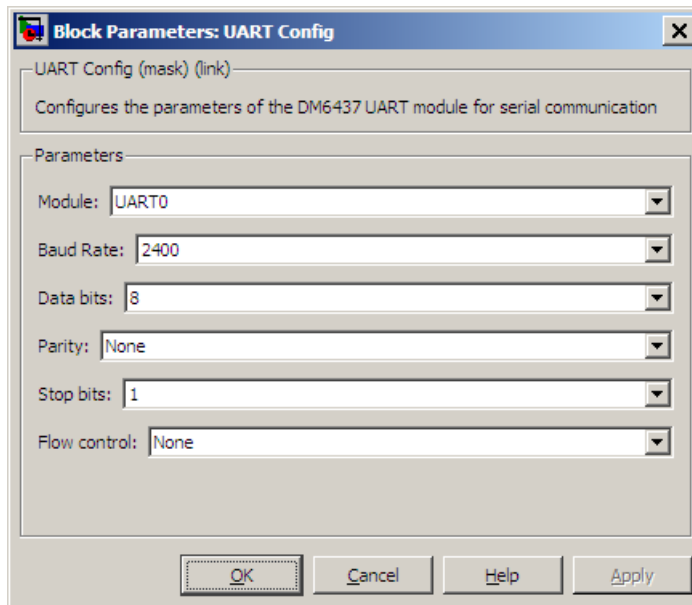 Block Parameters: UART Config
UART Config (mask) (link)
Configures the parameters of the DM6437 UART module for serial communication
Parameters
Module: UART0
Baud Rate: 2400
Data bits: 8
Parity: None
Stop bits: 1
Flow control: None
OK Cancel Help Apply